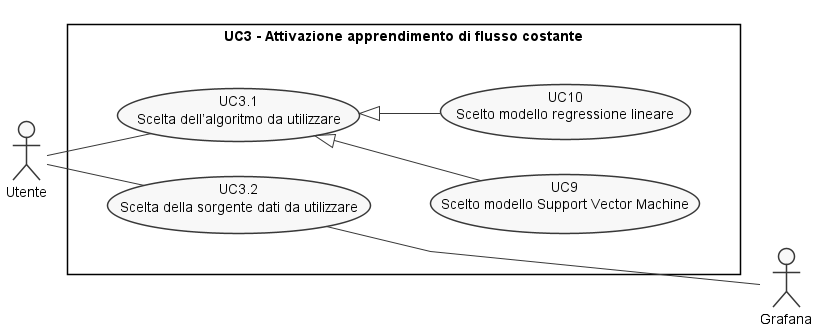 UC3 - Attivazione apprendimento di flusso costante
UC3.1
Scelta dell'algoritmo da utilizzare
UC10
Scelto modello regressione lineare
Utente
UC3.2
Scelta della sorgente dati da utilizzare
UC9
Scelto modello Support Vector Machine
Grafana